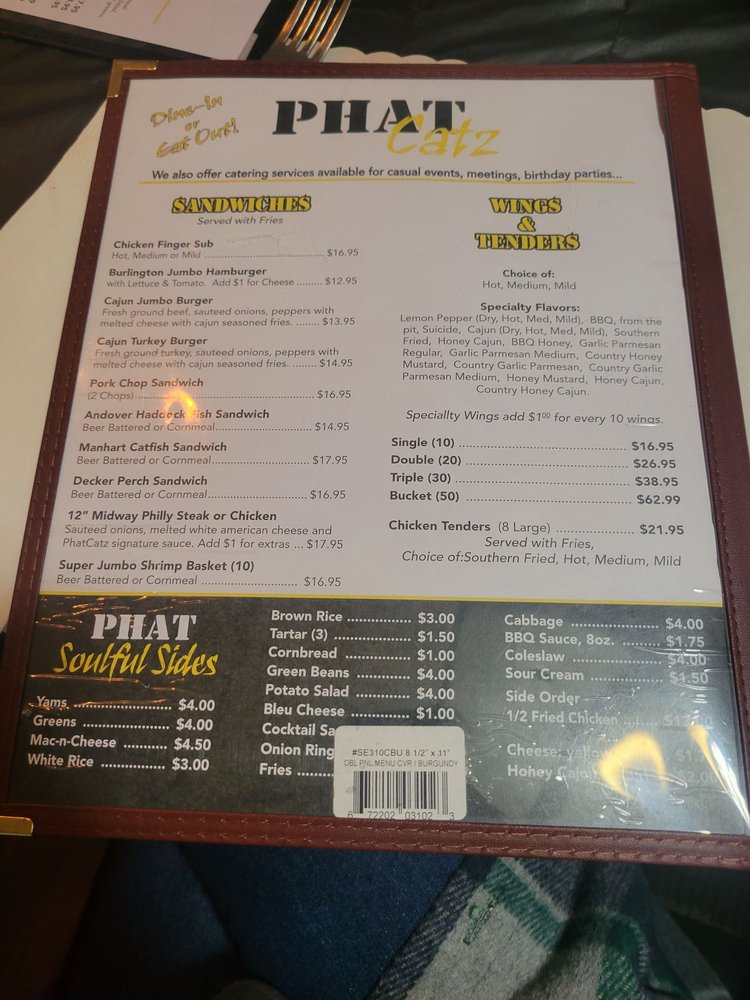 Dine-In
or
Eat Out!
PHAT
Catz
We also offer catering services available for casual events, meetings, birthday parties...
SANDWICHES
Served with Fries
Chicken Finger Sub
Hot, Medium or Mild ........................................ $16.95
Burlington Jumbo Hamburger
with Lettuce & Tomato. Add $1 for Cheese ......... $12.95
Cajun Jumbo Burger
Fresh ground beef, sauteed onions, peppers with
melted cheese with cajun seasoned fries. ........ $13.95
Cajun Turkey Burger
Fresh ground turkey, sauteed onions, peppers with
melted cheese with cajun seasoned fries. ....... $14.95
Pork Chop Sandwich
(2 Chops) ........................................................ $16.95
Andover Haddock Fish Sandwich
Beer Battered or Cornmeal............................. $14.95
Manhart Catfish Sandwich
Beer Battered or Cornmeal............................. $17.95
Decker Perch Sandwich
Beer Battered or Cornmeal............................. $16.95
12” Midway Philly Steak or Chicken
Sauteed onions, melted white american cheese and
PhatCatz signature sauce. Add $1 for extras ... $17.95
Super Jumbo Shrimp Basket (10)
Beer Battered or Cornmeal ............................ $16.95
WINGS
&
TENDERS
Choice of:
Hot, Medium, Mild
Specialty Flavors:
Lemon Pepper (Dry, Hot, Med, Mild), BBQ, from the
pit, Suicide, Cajun (Dry, Hot, Med, Mild), Southern
Fried, Honey Cajun, BBQ Honey, Garlic Parmesan
Regular, Garlic Parmesan Medium, Country Honey
Mustard, Country Garlic Parmesan, Country Garlic
Parmesan Medium, Honey Mustard, Honey Cajun,
Country Honey Cajun.
Specialty Wings add $1⁰⁰ for every 10 wings.
Single (10) ........................................ $16.95
Double (20) ...................................... $26.95
Triple (30) ......................................... $38.95
Bucket (50) ....................................... $62.99
Chicken Tenders (8 Large) .................. $21.95
Served with Fries,
Choice of:Southern Fried, Hot, Medium, Mild
PHAT
Soulful Sides
Yams ........................ $4.00
Greens ..................... $4.00
Mac-n-Cheese ......... $4.50
White Rice ............... $3.00
Brown Rice .............. $3.00
Tartar (3) ................. $1.50
Cornbread ............... $1.00
Green Beans ........... $4.00
Potato Salad ........... $4.00
Bleu Cheese ............ $1.00
Cocktail
Onion
Fries
Cabbage .................... $4.00
BBQ Sauce, 8oz. ....... $1.75
Coleslaw .................... $4.00
Sour Cream ............... $1.50
Side Order
1/2 Fried Chicken
Cheese:
Honey
#SE310CBU 8 1/2" x 11"
DBL PNL MENU CVR / BURGUNDY
6 72202 03102 3